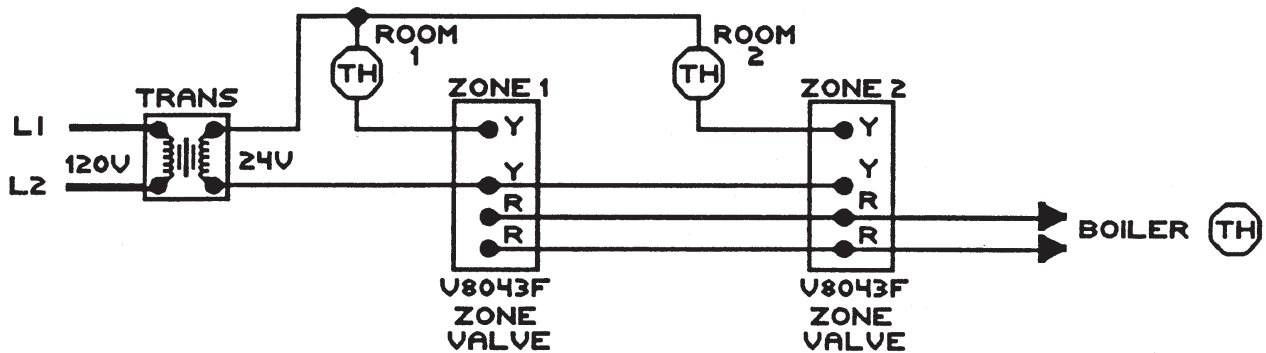 TRANS
L1
L2
120V
24V
ROOM
1
TH
ZONE 1
Y
Y
R
R
V8043F
ZONE
VALVE
ROOM
2
TH
ZONE 2
Y
Y
R
R
V8043F
ZONE
VALVE
BOILER
TH